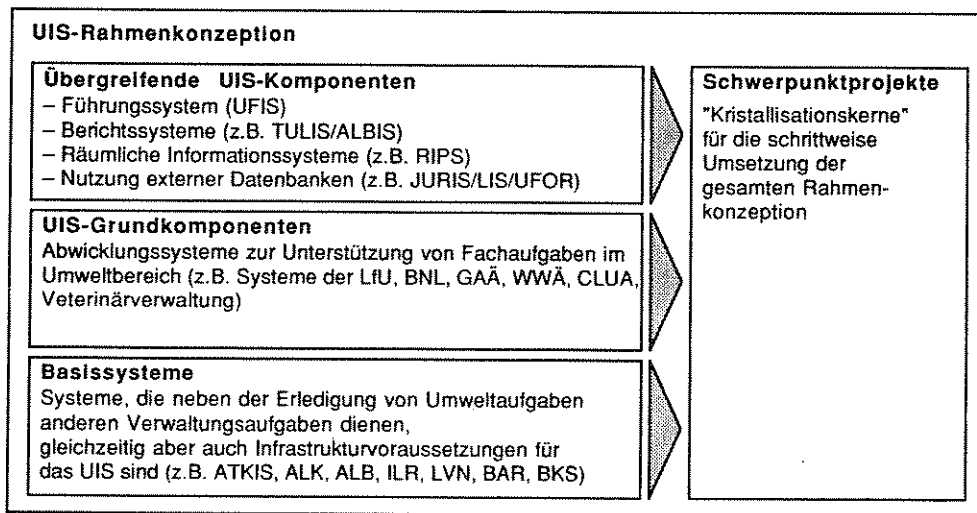 UIS-Rahmenkonzeption
Übergreifende UIS-Komponenten
– Führungssystem (UFIS)
– Berichtssysteme (z.B. TULIS/ALBIS)
– Räumliche Informationssysteme (z.B. RIPS)
– Nutzung externer Datenbanken (z.B. JURIS/LIS/UFOR)
UIS-Grundkomponenten
Abwicklungssysteme zur Unterstützung von Fachaufgaben im
Umweltbereich (z.B. Systeme der LfU, BNL, GAÄ, WWÄ, CLUA,
Veterinärverwaltung)
Basissysteme
Systeme, die neben der Erledigung von Umweltaufgaben
anderen Verwaltungsaufgaben dienen,
gleichzeitig aber auch Infrastrukturvoraussetzungen für
das UIS sind (z.B. ATKIS, ALK, ALB, ILR, LVN, BAR, BKS)
Schwerpunktprojekte
"Kristallisationskerne"
für die schrittweise
Umsetzung der
gesamten Rahmen-
konzeption